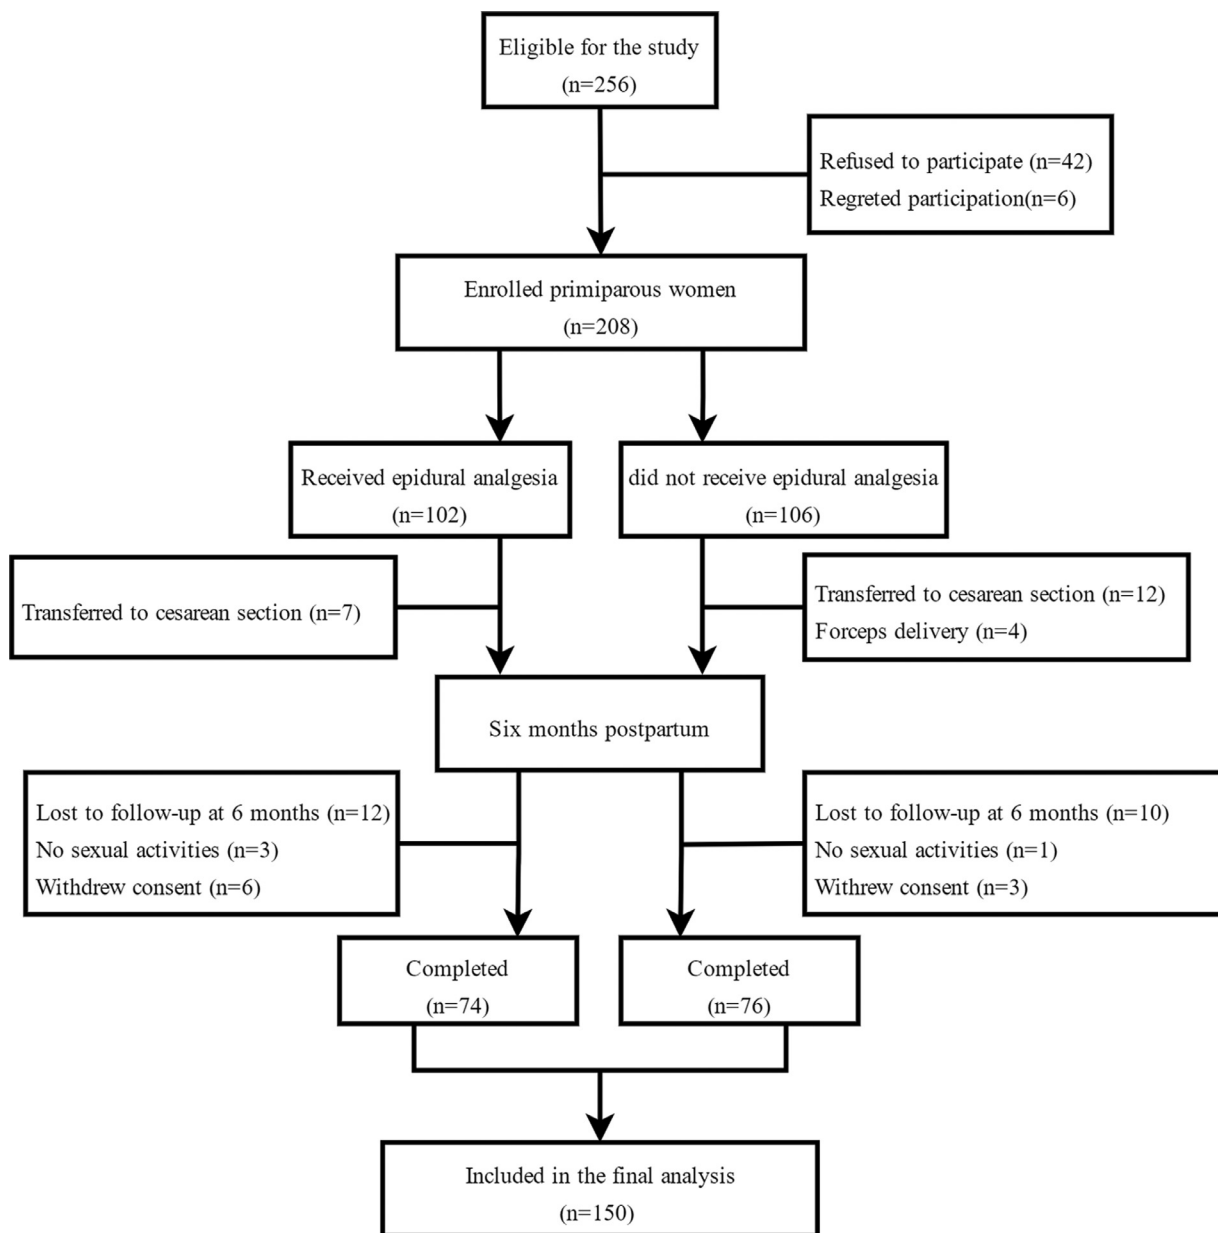 Eligible for the study
(n=256)
Refused to participate (n=42)
Regreted participation(n=6)
Enrolled primiparous women
(n=208)
Received epidural analgesia
(n=102)
did not receive epidural analgesia
(n=106)
Transferred to cesarean section (n=7)
Transferred to cesarean section (n=12)
Forceps delivery (n=4)
Six months postpartum
Lost to follow-up at 6 months (n=12)
No sexual activities (n=3)
Withdrew consent (n=6)
Lost to follow-up at 6 months (n=10)
No sexual activities (n=1)
Withrew consent (n=3)
Completed
(n=74)
Completed
(n=76)
Included in the final analysis
(n=150)